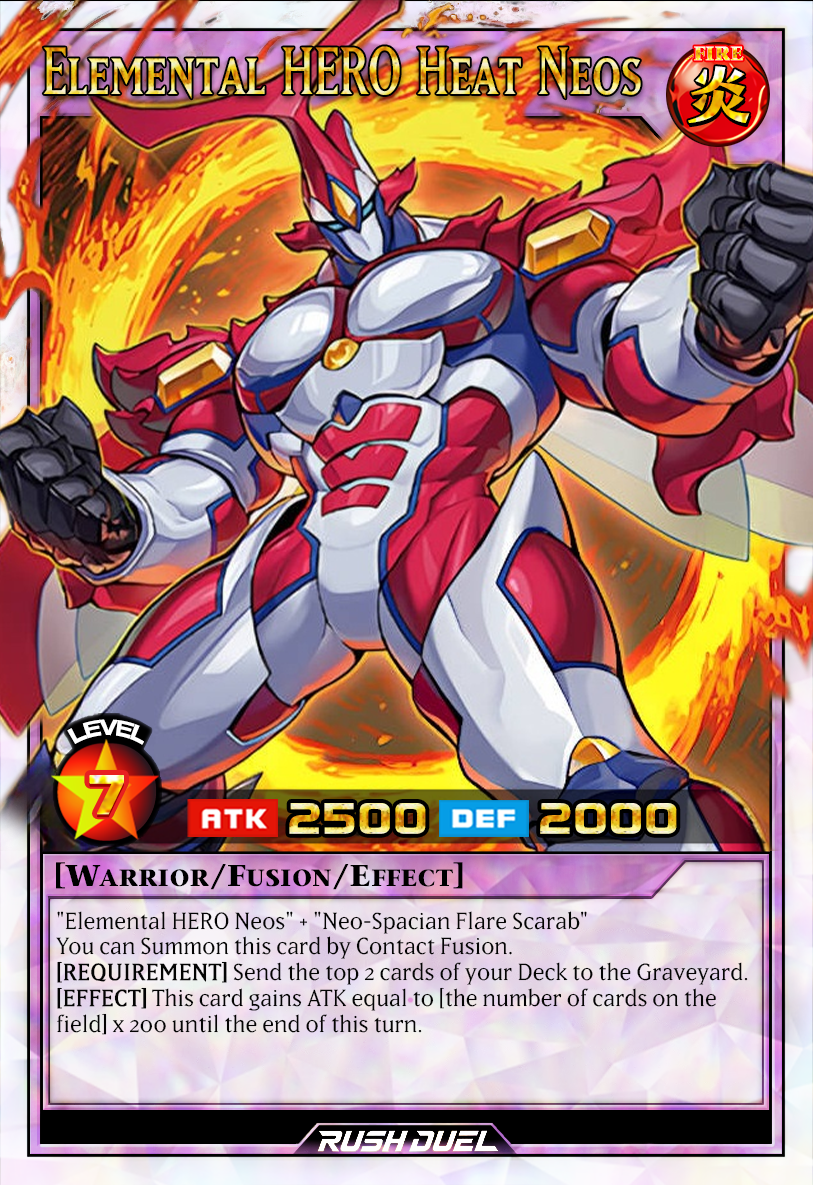 Elemental HERO Heat Neos
FIRE
炎
LEVEL
7
ATK 2500 DEF 2000
[Warrior/Fusion/Effect]
"Elemental HERO Neos" + "Neo-Spacian Flare Scarab"
You can Summon this card by Contact Fusion.
[REQUIREMENT] Send the top 2 cards of your Deck to the Graveyard.
[EFFECT] This card gains ATK equal to [the number of cards on the
field] x 200 until the end of this turn.
RUSH DUEL